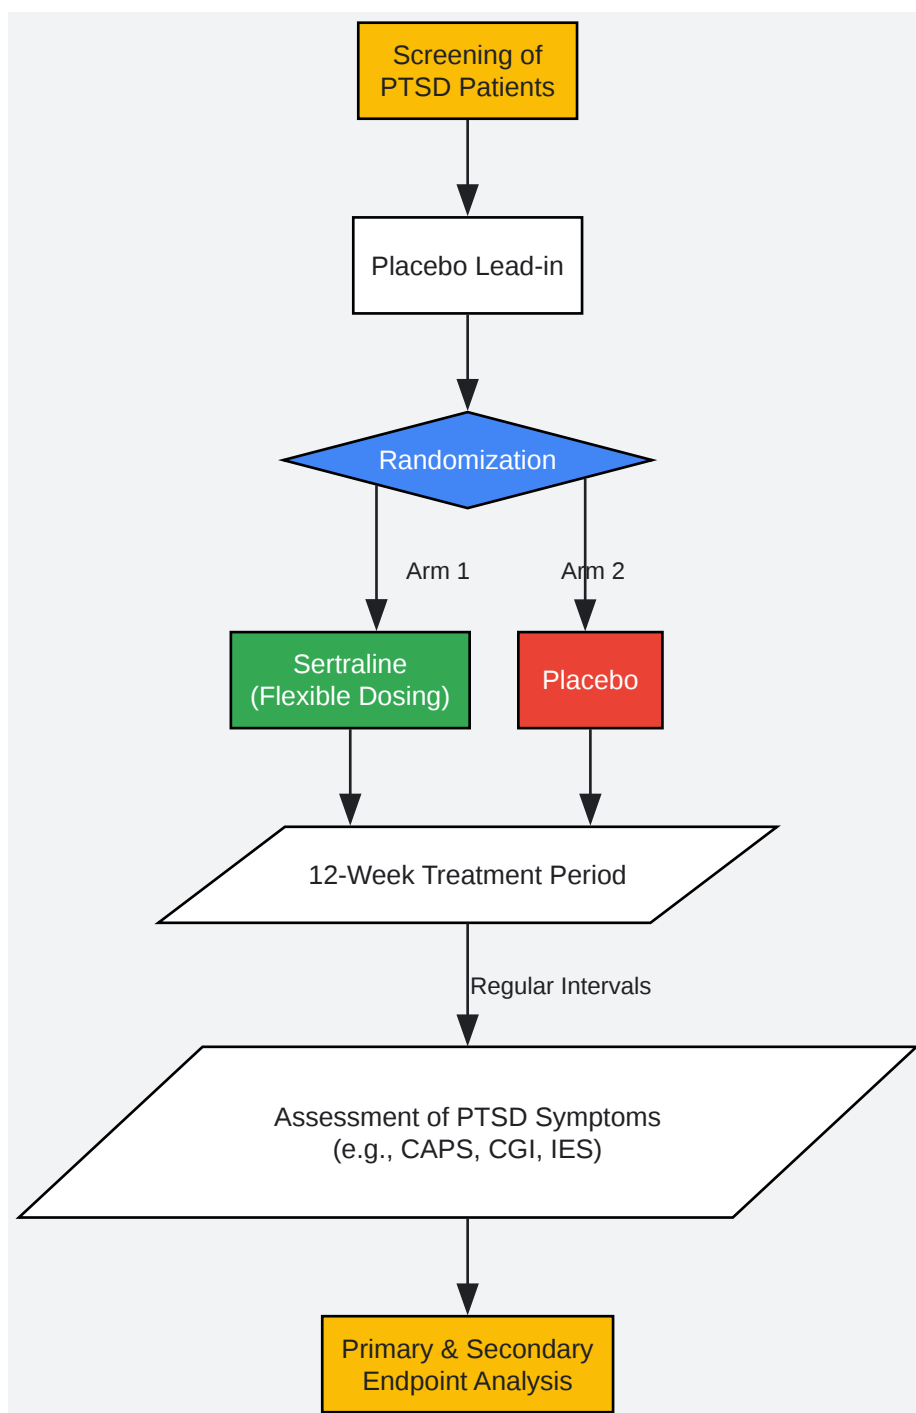 Screening of
PTSD Patients
Placebo Lead-in
Randomization
Arm 1
Arm 2
Sertraline
(Flexible Dosing)
Placebo
12-Week Treatment Period
Regular Intervals
Assessment of PTSD Symptoms
(e.g., CAPS, CGI, IES)
Primary & Secondary
Endpoint Analysis